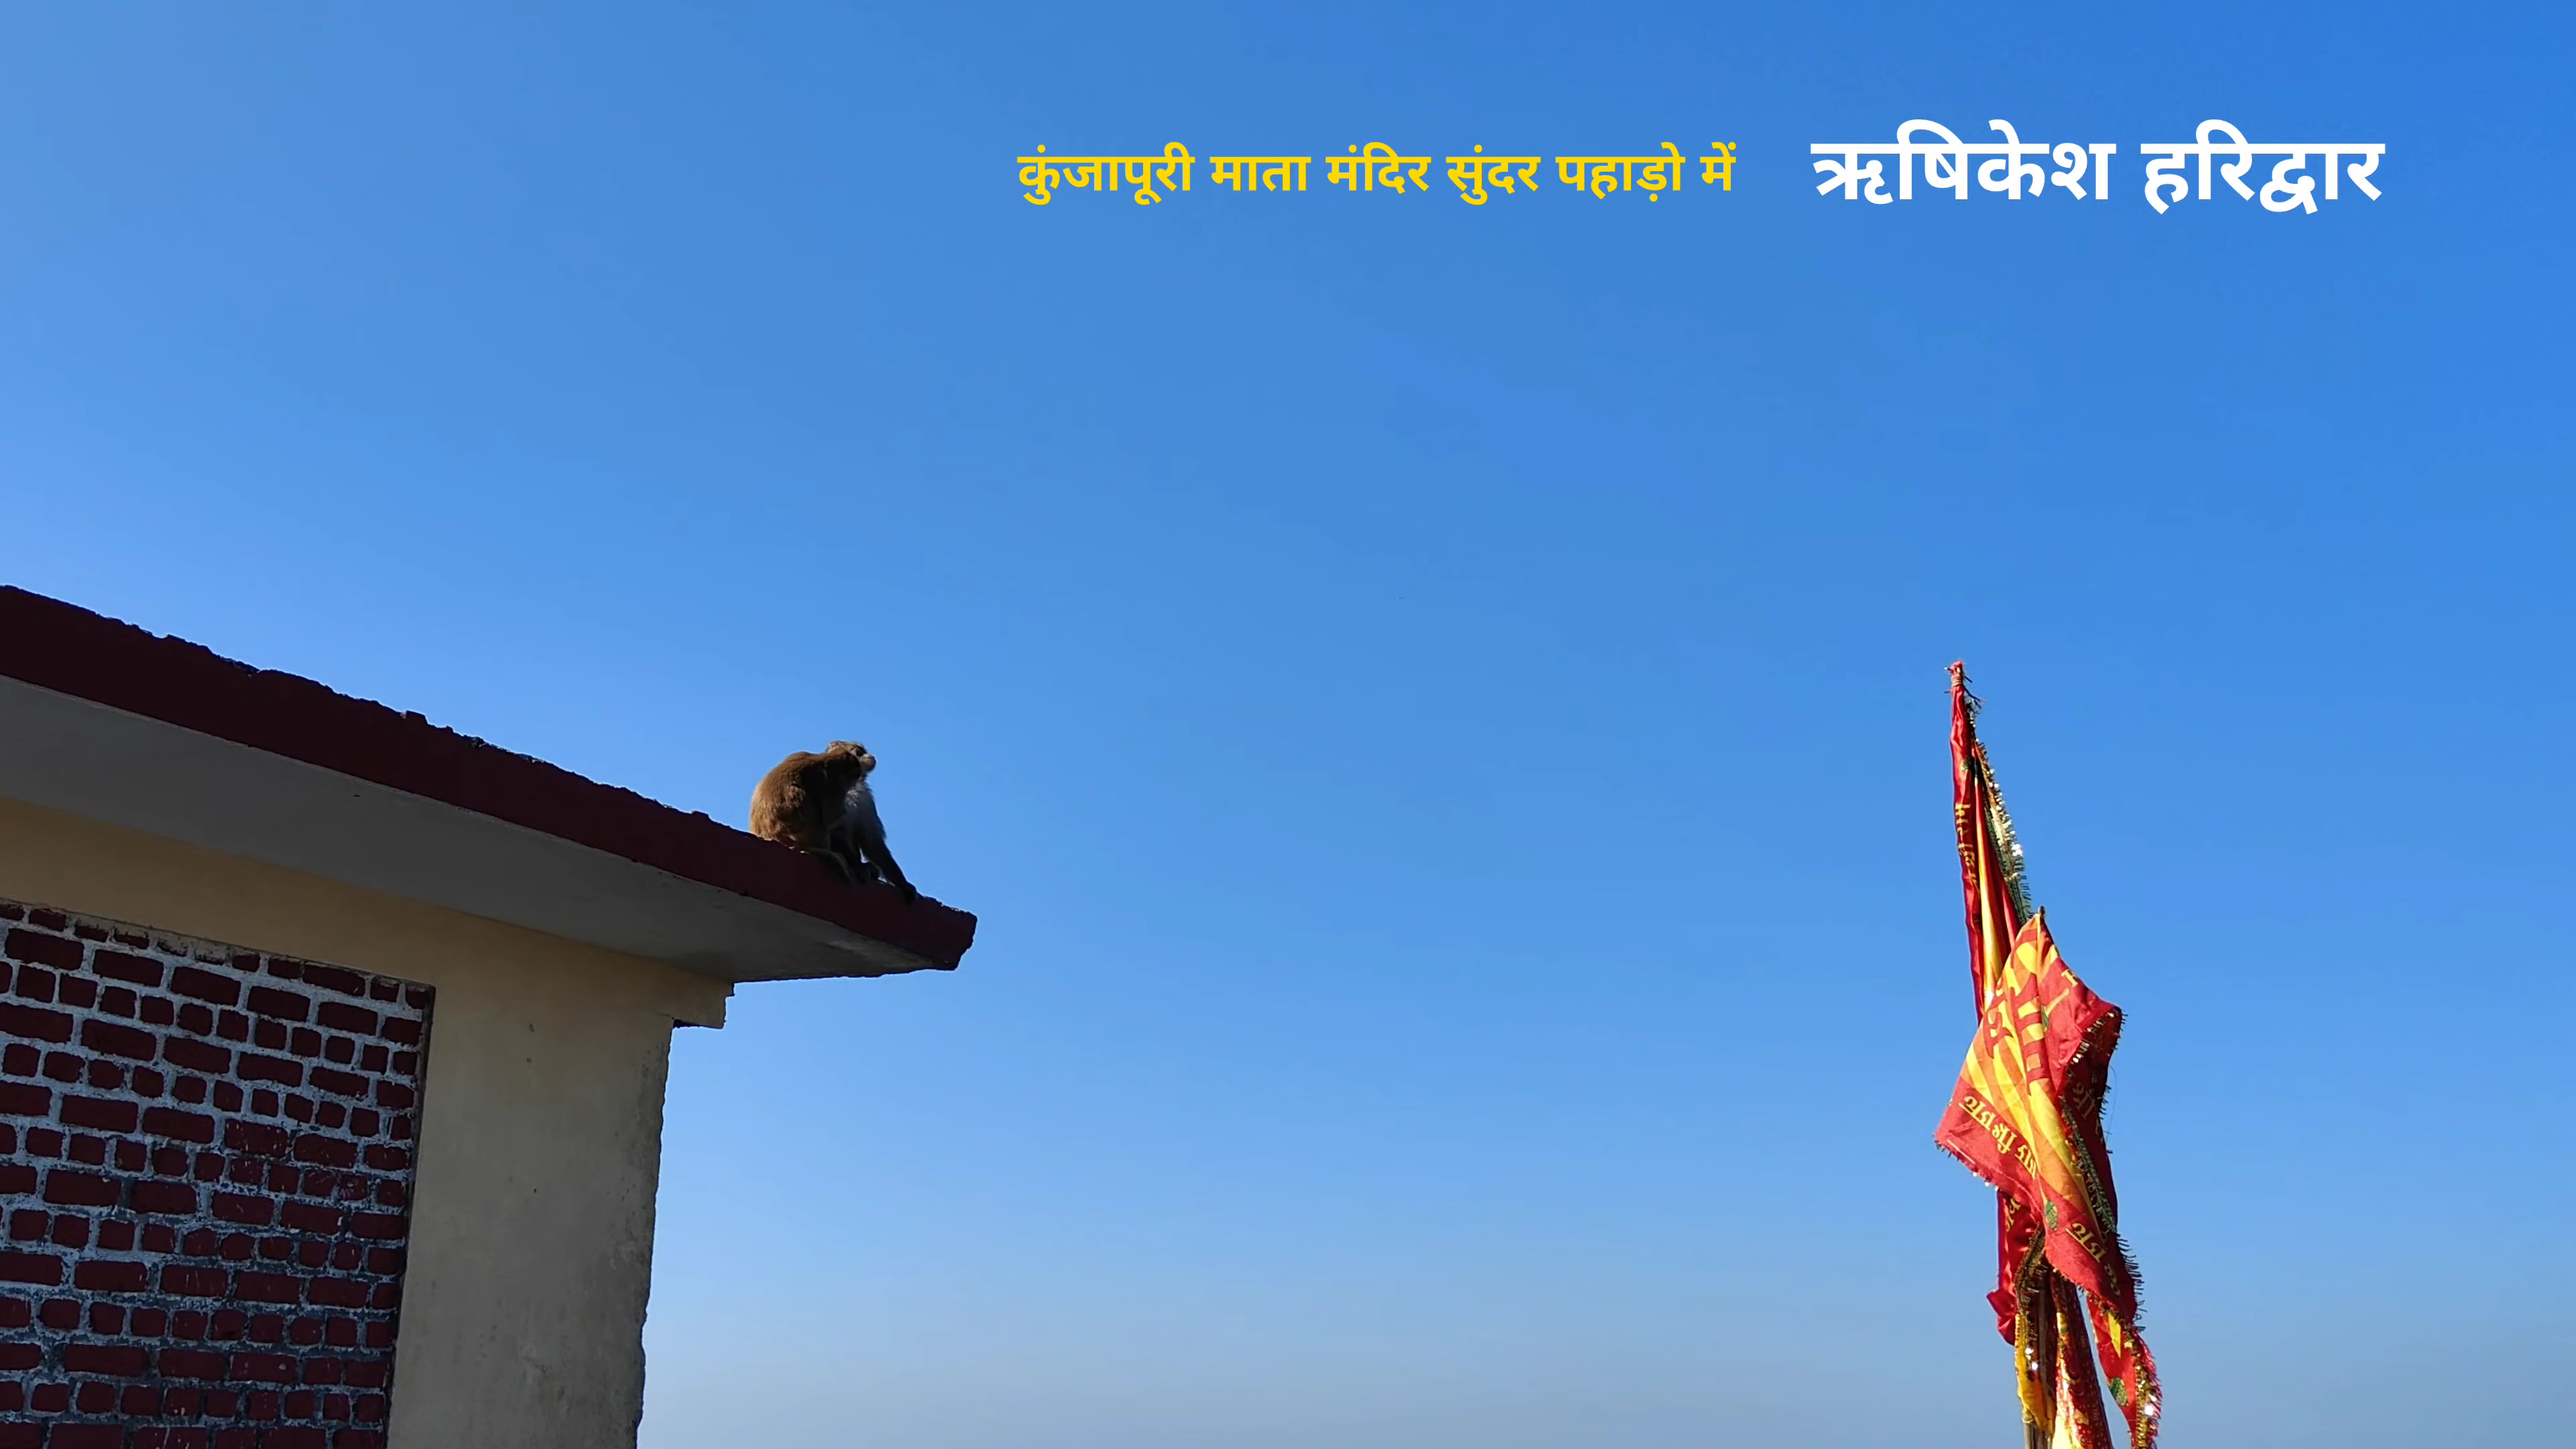 कुंजापूरी माता मंदिर सुंदर पहाड़ो में ऋषिकेश हरिद्वार